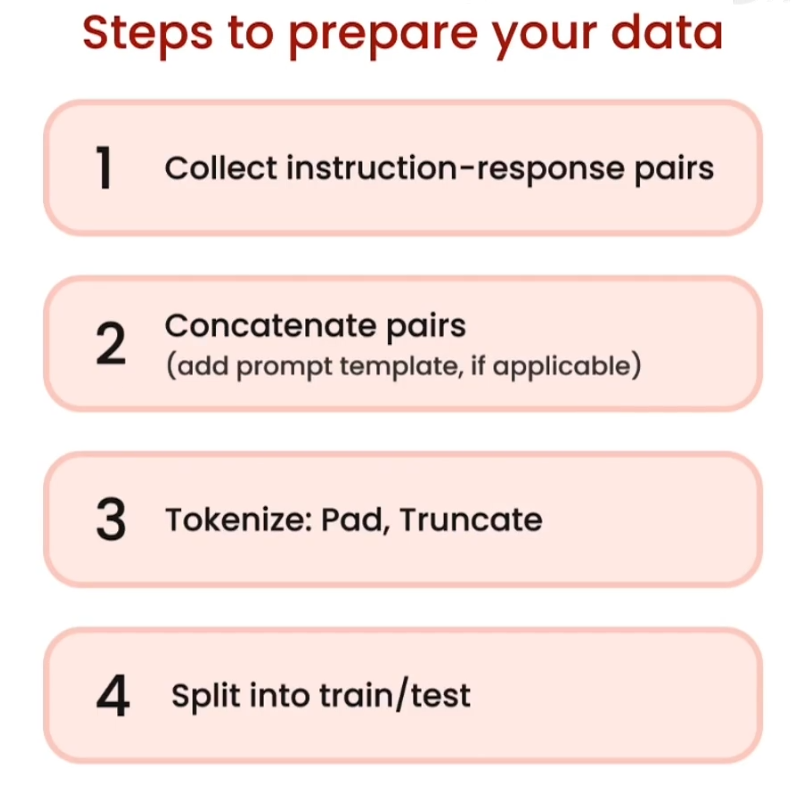 Steps to prepare your data
1 Collect instruction-response pairs
2 Concatenate pairs
(add prompt template, if applicable)
3 Tokenize: Pad, Truncate
4 Split into train/test